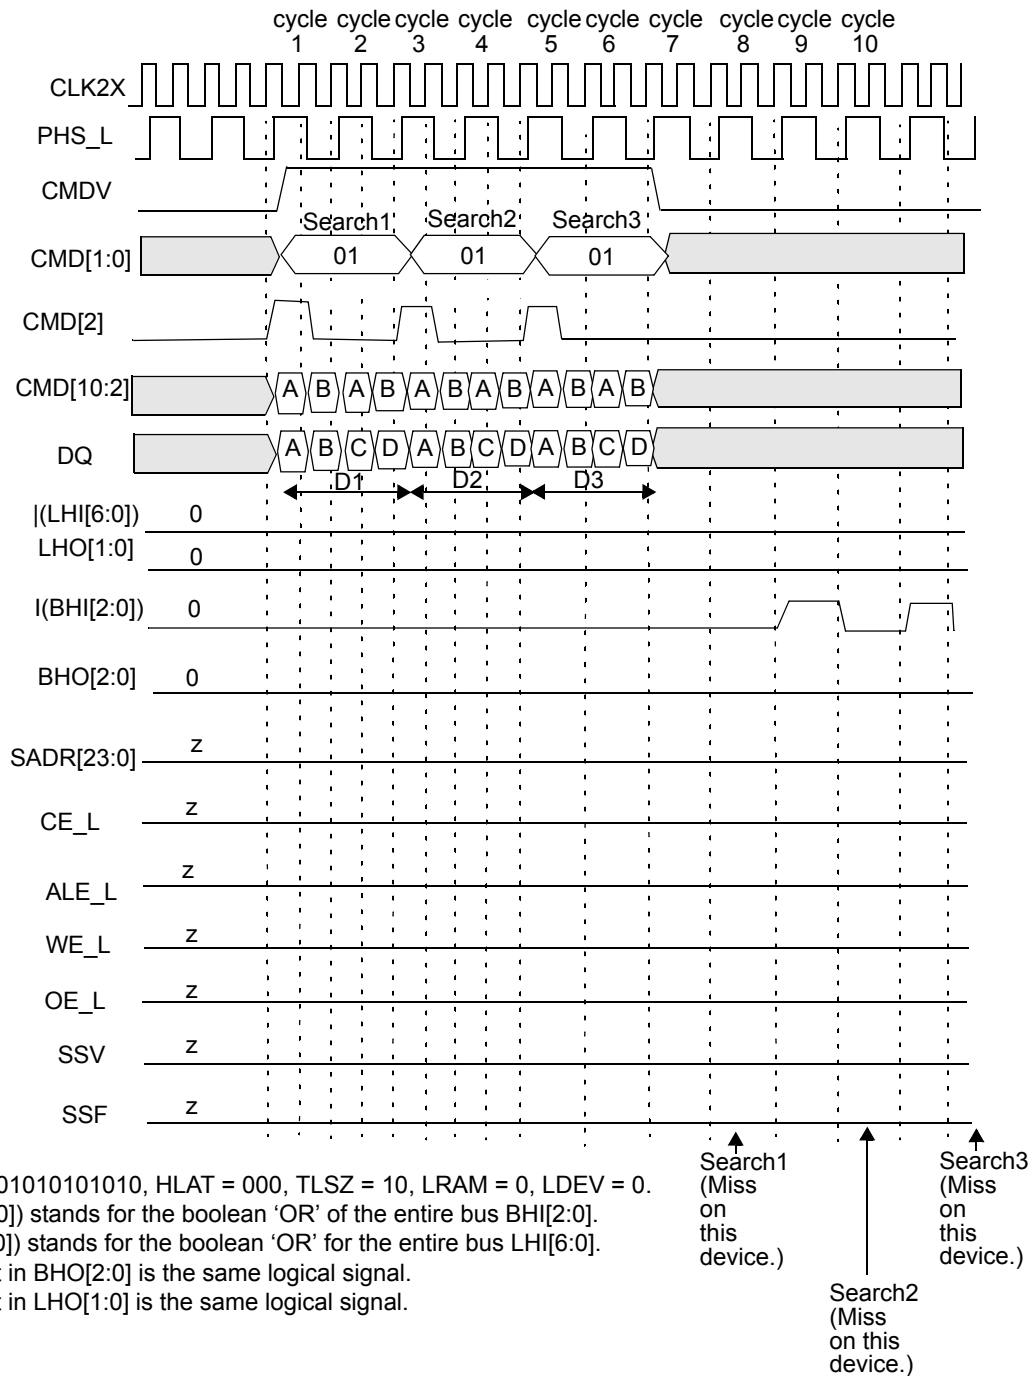 cycle cycle cycle cycle cycle cycle cycle cycle cycle cycle
1 2 3 4 5 6 7 8 9 10
CLK2X
PHS_L
CMDV
Search1 Search2 Search3
CMD[1:0] 01 01 01
CMD[2]
CMD[10:2] A B A B A B A B A B A B
DQ A B C D A B C D A B C D
D1 D2 D3
|(LHI[6:0]) 0
LHO[1:0] 0
I(BHI[2:0]) 0
BHO[2:0] 0
SADR[23:0] z
CE_L z
ALE_L z
WE_L z
OE_L z
SSV z
SSF z
Search1
(Miss
on
this
device.)
Search2
(Miss
on this
device.)
Search3
(Miss
on
this
device.)
01010101010, HLAT = 000, TLSZ = 10, LRAM = 0, LDEV = 0.
0]) stands for the boolean ‘OR’ of the entire bus BHI[2:0].
0]) stands for the boolean ‘OR’ for the entire bus LHI[6:0].
t in BHO[2:0] is the same logical signal.
t in LHO[1:0] is the same logical signal.